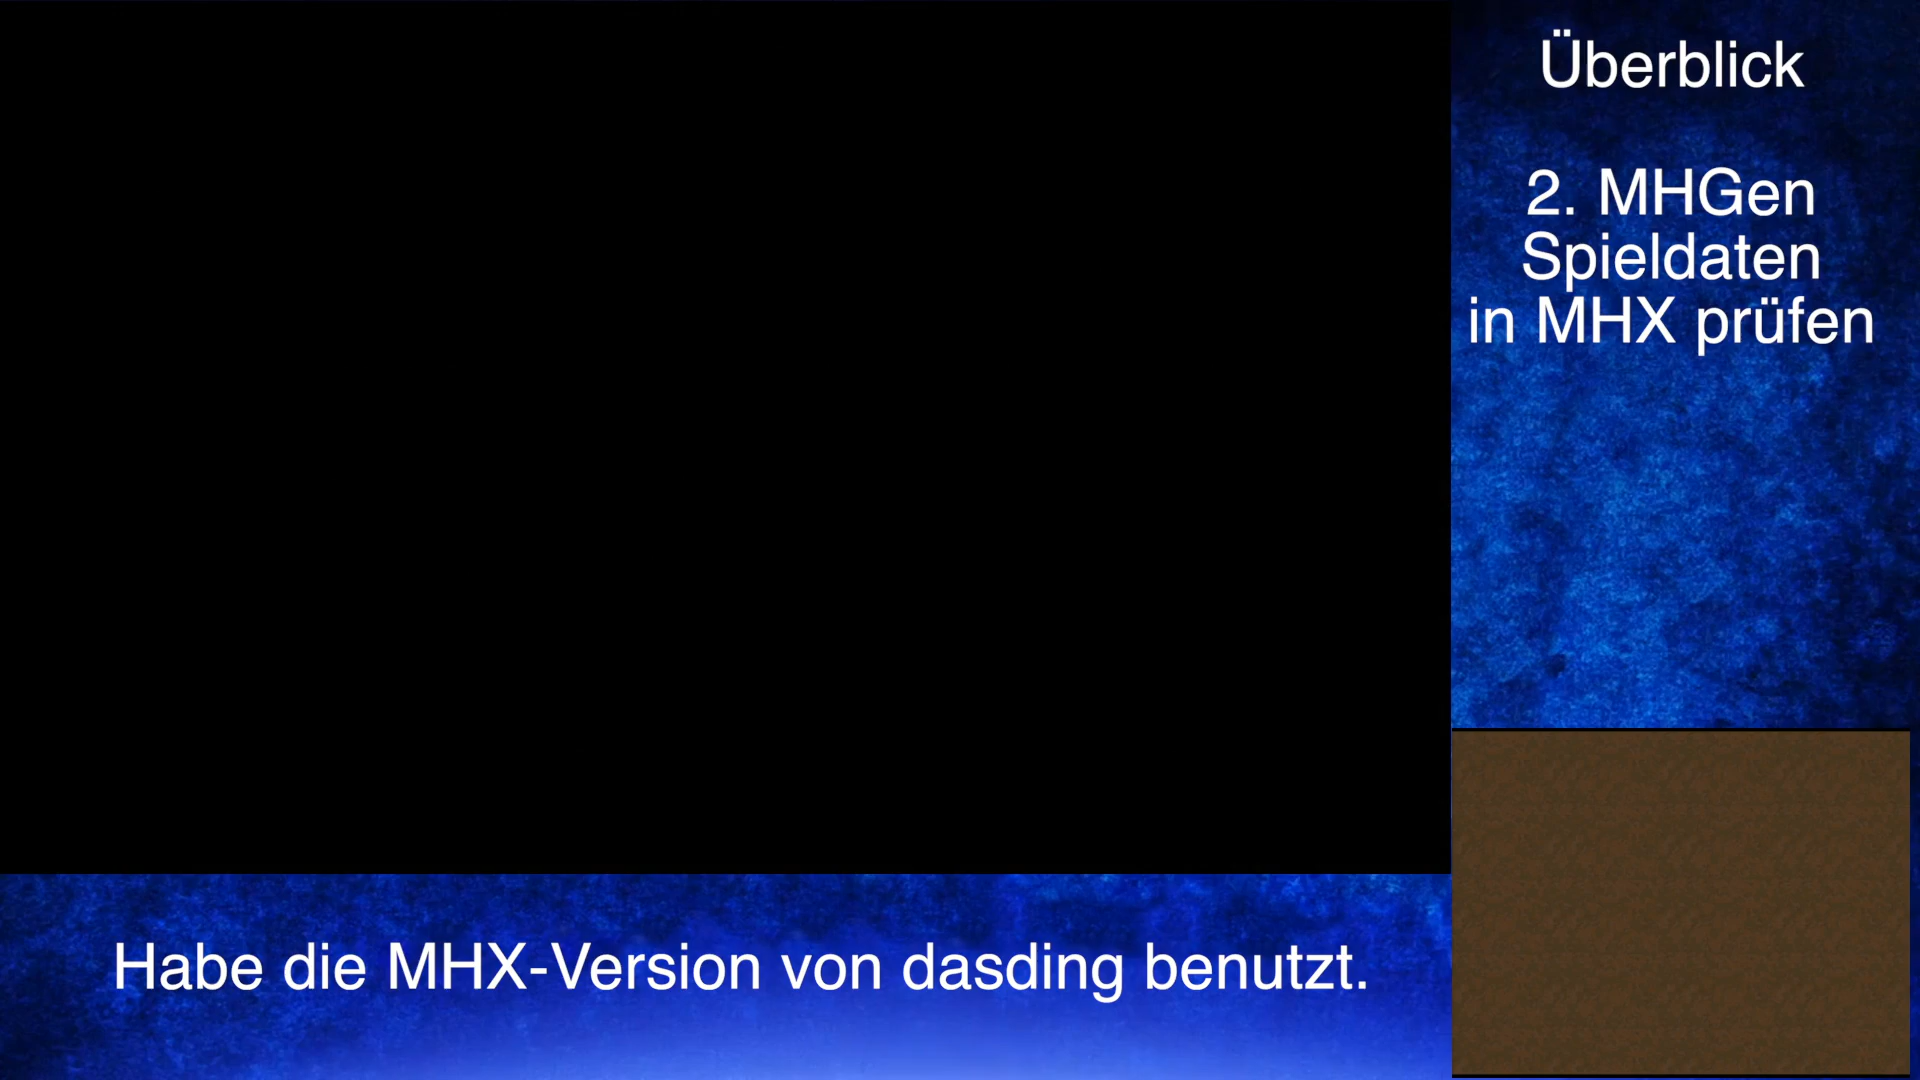 Überblick
2. MHGen
Spieldaten
in MHX prüfen
Habe die MHX-Version von dasding benutzt.